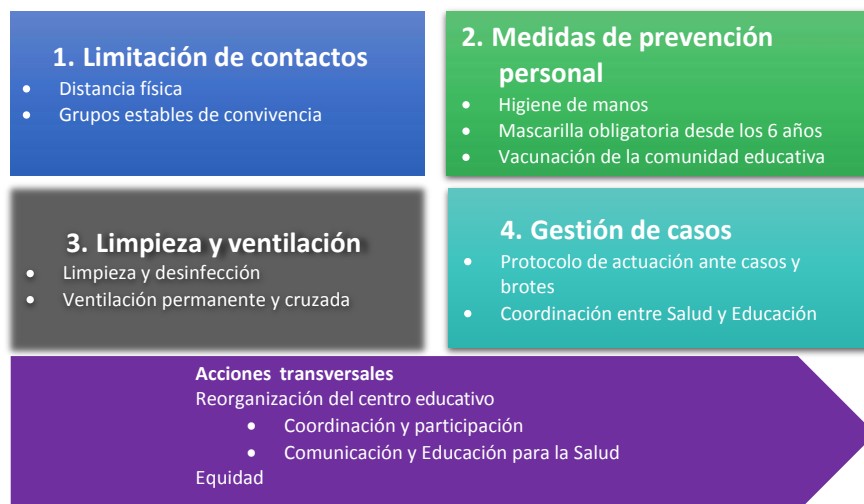 1. Limitación de contactos
• Distancia física
• Grupos estables de convivencia
2. Medidas de prevención
personal
• Higiene de manos
• Mascarilla obligatoria desde los 6 años
• Vacunación de la comunidad educativa
3. Limpieza y ventilación
• Limpieza y desinfección
• Ventilación permanente y cruzada
4. Gestión de casos
• Protocolo de actuación ante casos y
brotes
• Coordinación entre Salud y Educación
Acciones transversales
Reorganización del centro educativo
• Coordinación y participación
• Comunicación y Educación para la Salud
Equidad